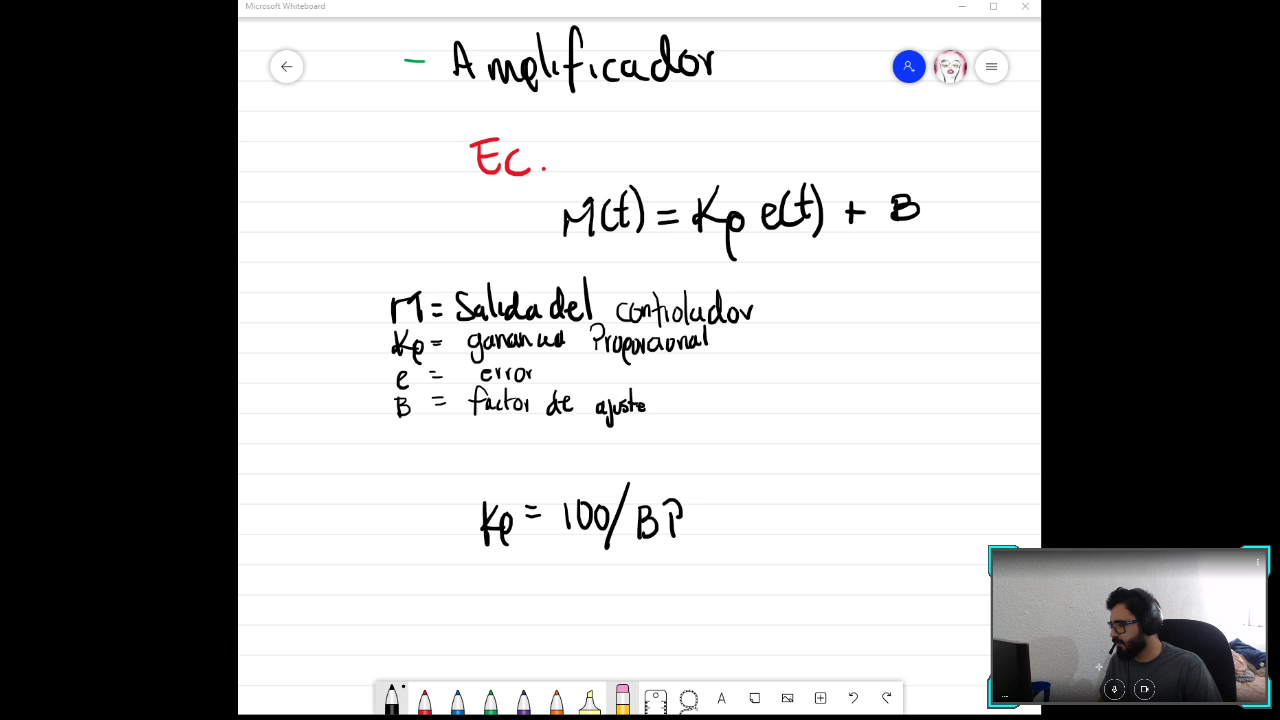 Microsoft Whiteboard
- Amplificador
Ec.
M(t) = Kp e(t) + B
M = Salida del controlador
Kp = ganancia Proporcional
e = error
B = factor de ajuste
Kp = 100/BP
A